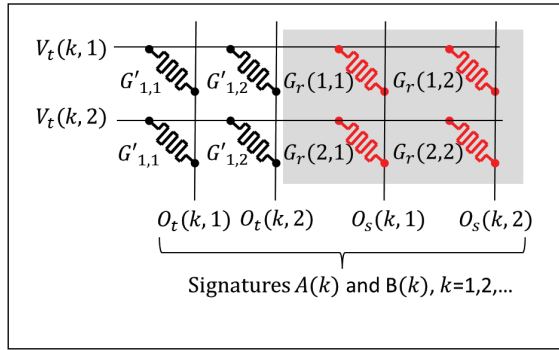 V_t(k, 1)
G'_{1,1} G'_{1,2} G_r(1,1) G_r(1,2)
V_t(k, 2)
G'_{1,1} G'_{1,2} G_r(2,1) G_r(2,2)
O_t(k, 1) O_t(k, 2) O_s(k, 1) O_s(k, 2)
Signatures A(k) and B(k), k=1,2,...